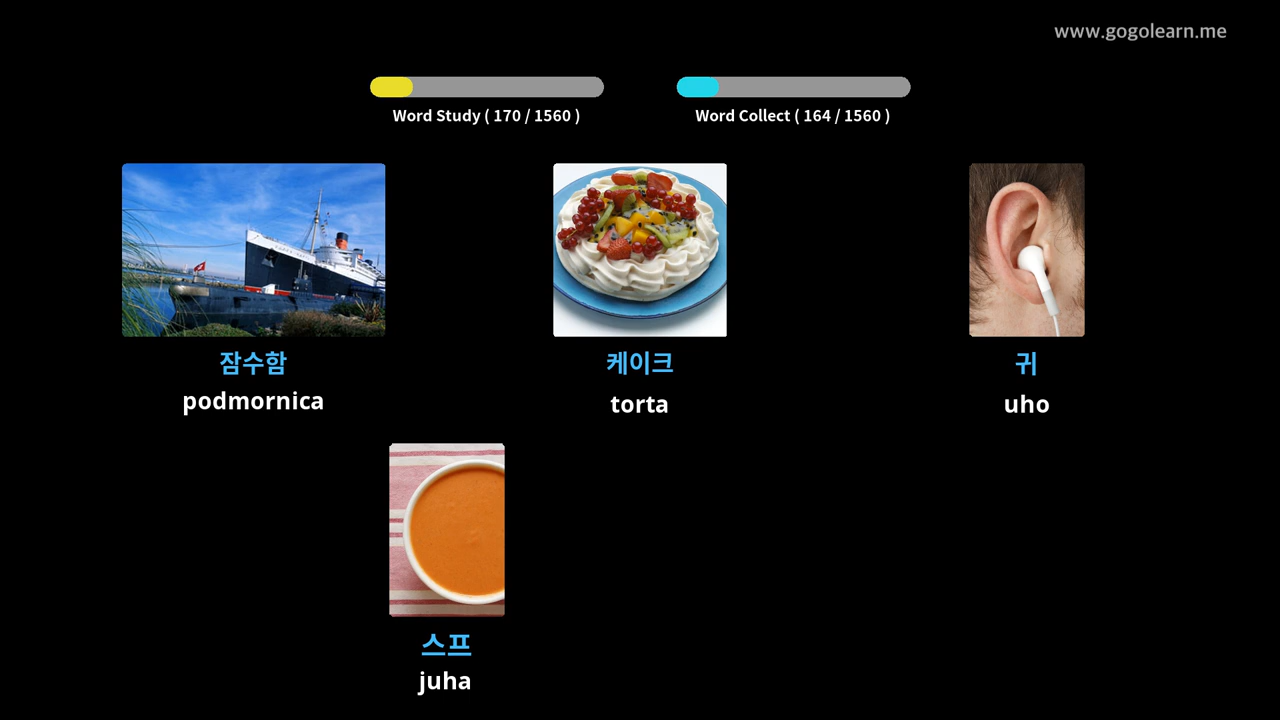 www.gogolearn.me
Word Study ( 170 / 1560 )
Word Collect ( 164 / 1560 )
잠수함
케이크
귀
podmornica
torta
uho
스프
juha